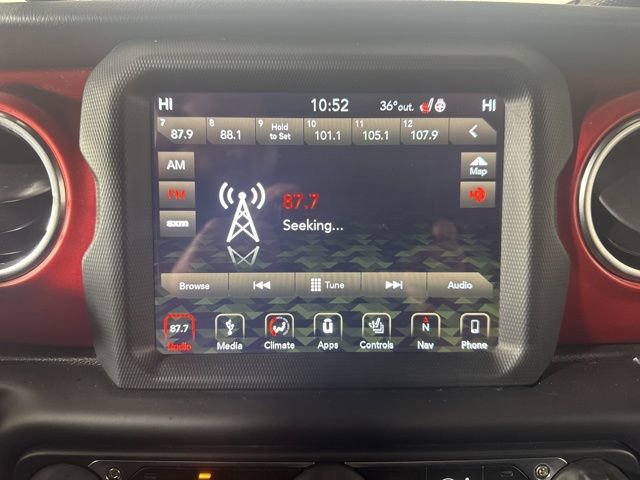 HI 10:52 36°out. HI
7 87.9 8 88.1 9 Hold to Set 10 101.1 11 105.1 12 107.9
AM
Map
FM
87.7
sxm
Seeking...
Browse Tune Audio
87.7 N
Radio Media Climate Apps Controls Nav Phone